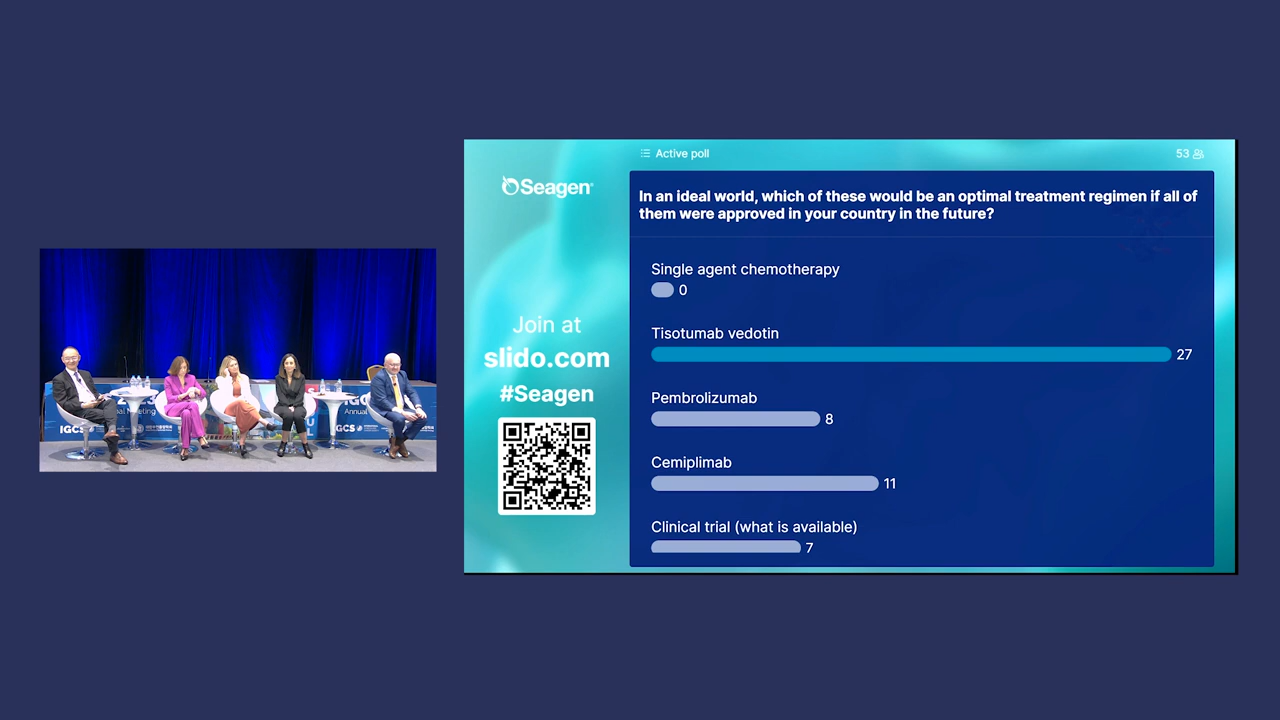 Active poll
53
Seagen
In an ideal world, which of these would be an optimal treatment regimen if all of
them were approved in your country in the future?
Single agent chemotherapy
0
Tisotumab vedotin
27
Pembrolizumab
8
Cemiplimab
11
Clinical trial (what is available)
7
Join at
slido.com
#Seagen
Meeting
Annual
IGCS